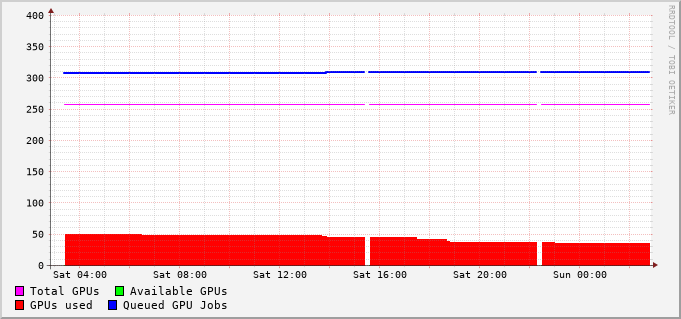 RRDTOOL / TOBI OETIKER
400
350
300
250
200
150
100
50
0
Sat 04:00 Sat 08:00 Sat 12:00 Sat 16:00 Sat 20:00 Sun 00:00
Total GPUs Available GPUs
GPUs used Queued GPU Jobs